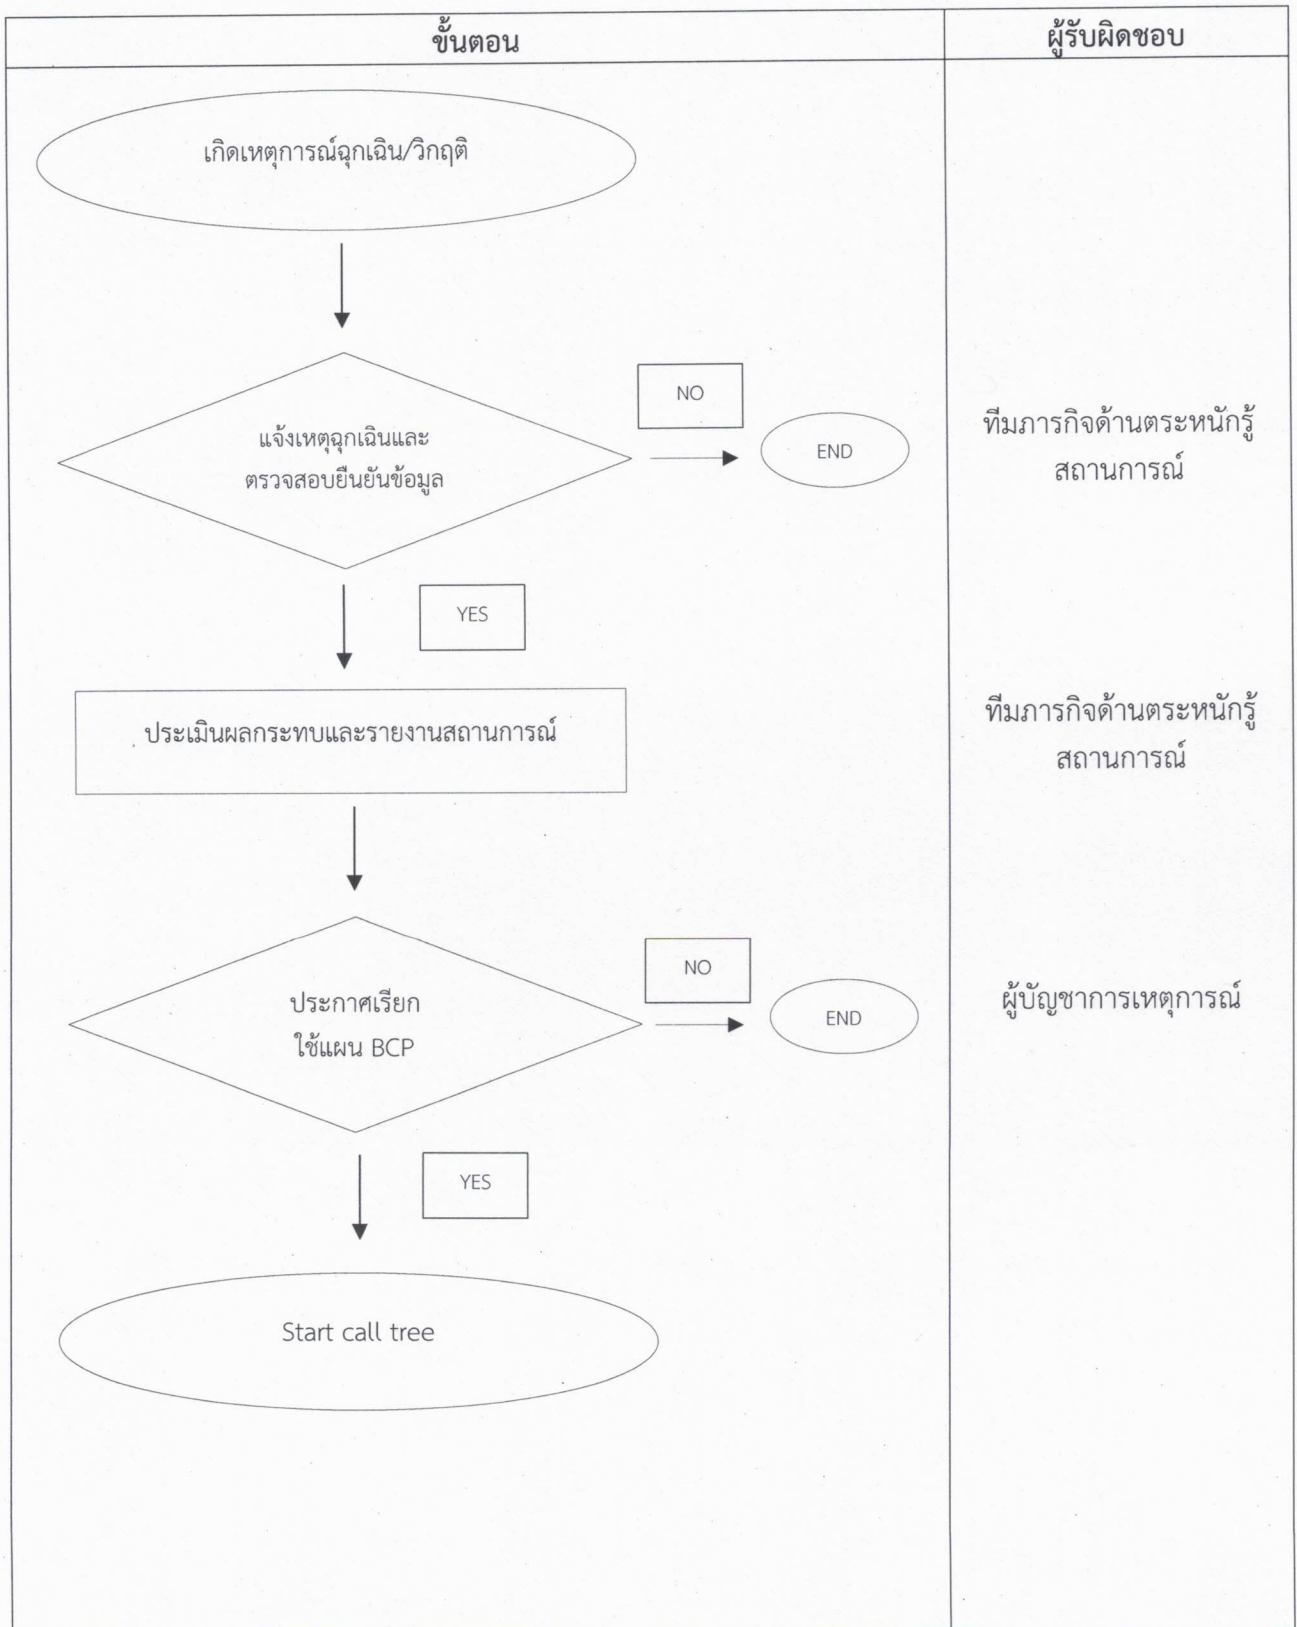 ขั้นตอน
ผู้รับผิดชอบ
เกิดเหตุการณ์ฉุกเฉิน/วิกฤติ
แจ้งเหตุฉุกเฉินและ
ตรวจสอบยืนยันข้อมูล
NO
END
ทีมภารกิจด้านตระหนักรู้
สถานการณ์
YES
ประเมินผลกระทบและรายงานสถานการณ์
ทีมภารกิจด้านตระหนักรู้
สถานการณ์
ประกาศเรียก
ใช้แผน BCP
NO
END
ผู้บัญชาการเหตุการณ์
YES
Start call tree